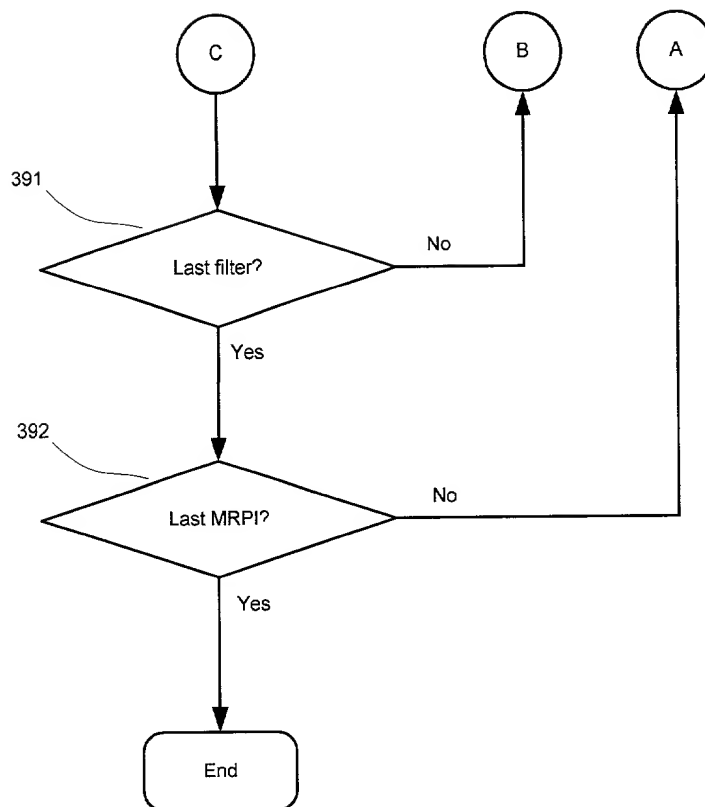 C
B
A
391
Last filter?
No
Yes
392
Last MRPI?
No
Yes
End